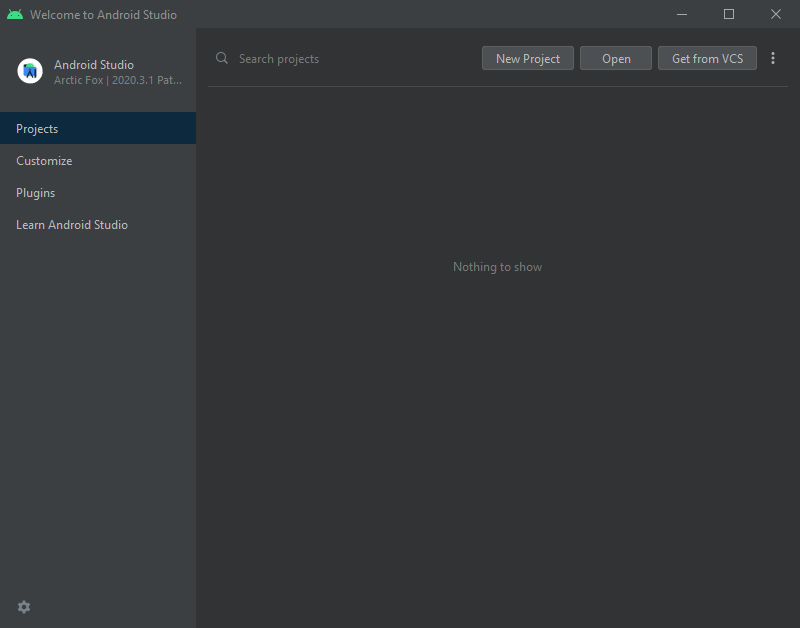 Welcome to Android Studio
Android Studio
Arctic Fox | 2020.3.1 Pat...
Projects
Customize
Plugins
Learn Android Studio
Search projects
New Project
Open
Get from VCS
Nothing to show